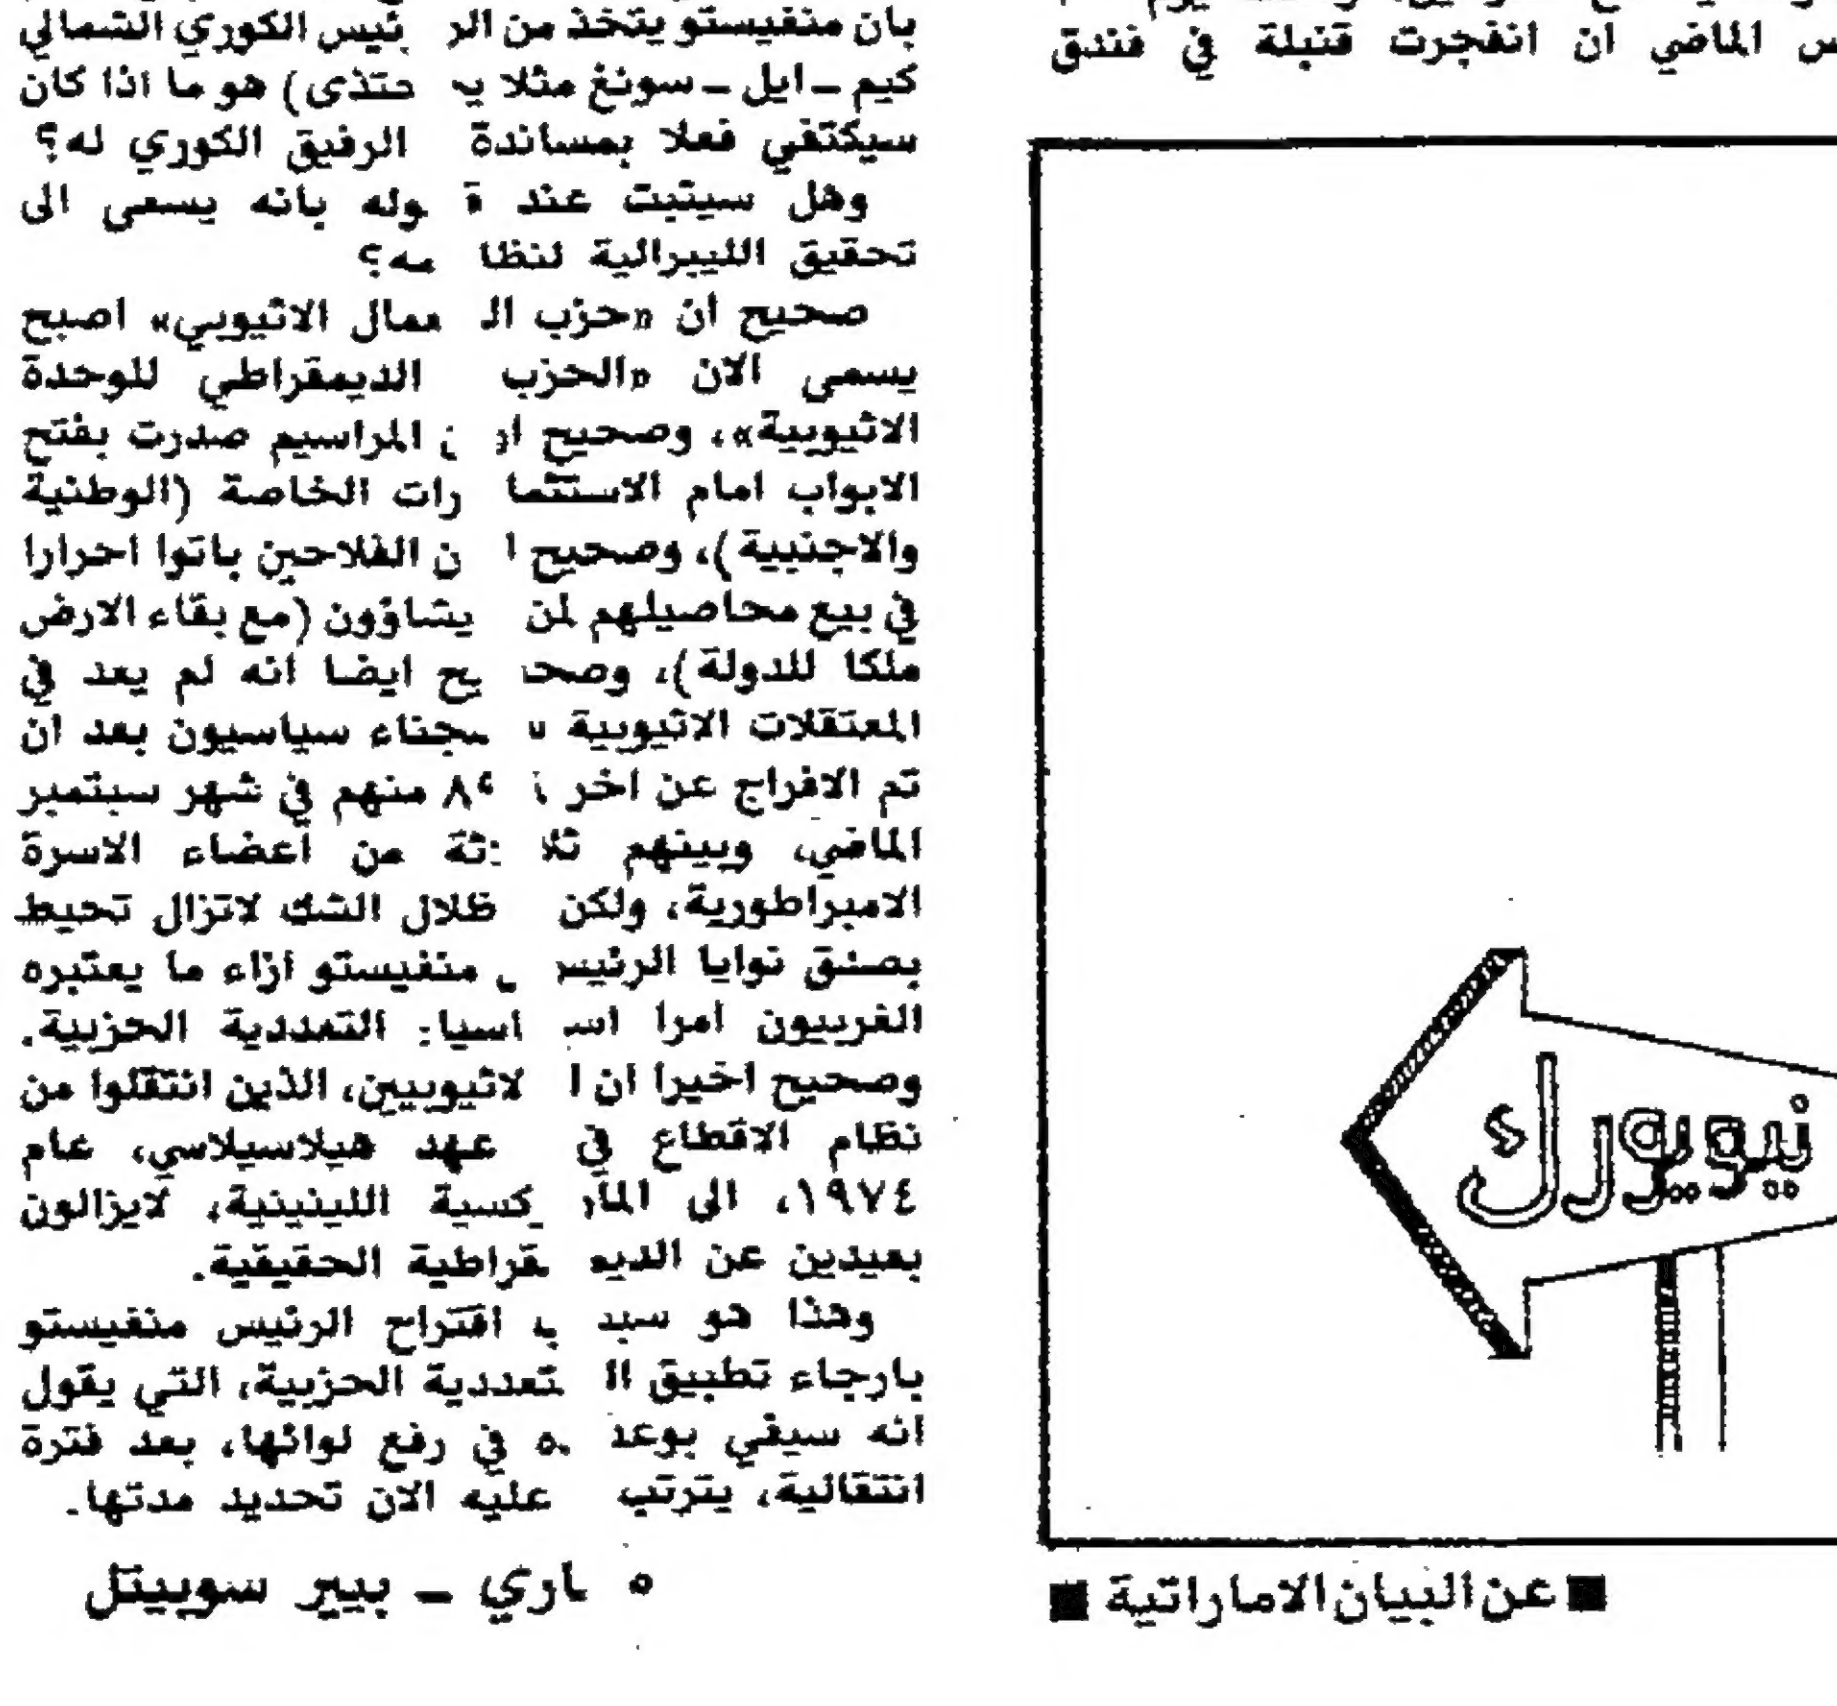 س الماضي ان انفجرت قنبلة في فندق
نيويورك
■ عن البيان الاماراتية ■
بان منغيستو يتخذ من الرئيس الكوري الشمالي
كيم ـ ايل ـ سونغ مثلا يحتذى) هو ما اذا كان
سيكتفي فعلا بمساندة الرفيق الكوري له؟
وهل سيثبت عند قوله بانه يسعى الى
تحقيق الليبرالية لنظامه؟
صحيح ان «حزب العمال الاثيوبي» اصبح
يسمى الان «الحزب الديمقراطي للوحدة
الاثيوبية»، وصحيح ان المراسيم صدرت بفتح
الابواب امام الاستثمارات الخاصة (الوطنية
والاجنبية)، وصحيح ان الفلاحين باتوا احرارا
في بيع محاصيلهم لمن يشاؤون (مع بقاء الارض
ملكا للدولة)، وصحيح ايضا انه لم يعد في
المعتقلات الاثيوبية سجناء سياسيون بعد ان
تم الافراج عن اخر منهم في شهر سبتمبر
الماضي، وبينهم ثلاثة من أعضاء الاسرة
الامبراطورية، ولكن ظلال الشك لاتزال تحيط
بصدق نوايا الرئيس منغيستو ازاء ما يعتبره
الغربيون امرا اساسيا: التعددية الحزبية.
وصحيح اخيرا ان الاثيوبيين، الذين انتقلوا من
نظام الاقطاع في عهد هيلاسيلاسي، عام
١٩٧٤، الى الماركسية اللينينية، لايزالون
بعيدين عن الديمقراطية الحقيقية.
وهذا هو سبب اقتراح الرئيس منغيستو
بارجاء تطبيق التعددية الحزبية، التي يقول
انه سيفي بوعده في رفع لوائها، بعد فترة
انتقالية، يترتب عليه الان تحديد مدتها.
ماري ـ بيير سوبيتل